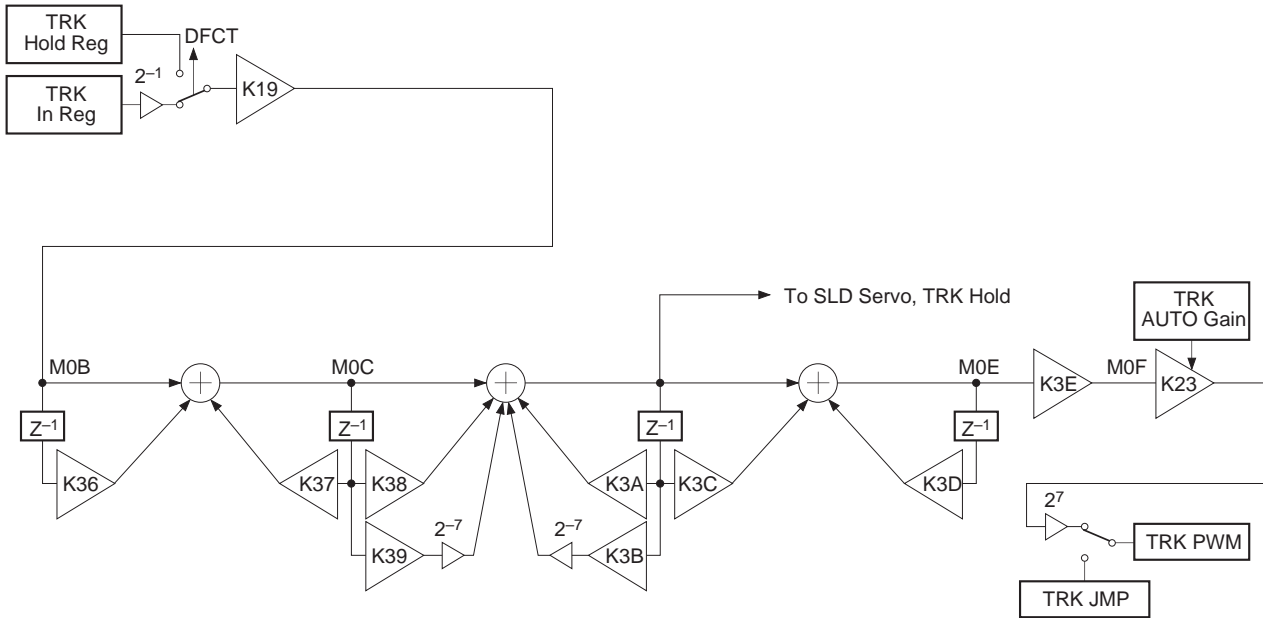 TRK
Hold Reg
DFCT
2⁻¹
TRK
In Reg
K19
To SLD Servo, TRK Hold
TRK
AUTO Gain
M0B
M0C
M0E
K3E
M0F
K23
Z⁻¹
Z⁻¹
Z⁻¹
Z⁻¹
K36
K37
K38
K3A
K3C
K3D
K39
2⁻⁷
2⁻⁷
K3B
2⁷
TRK PWM
TRK JMP